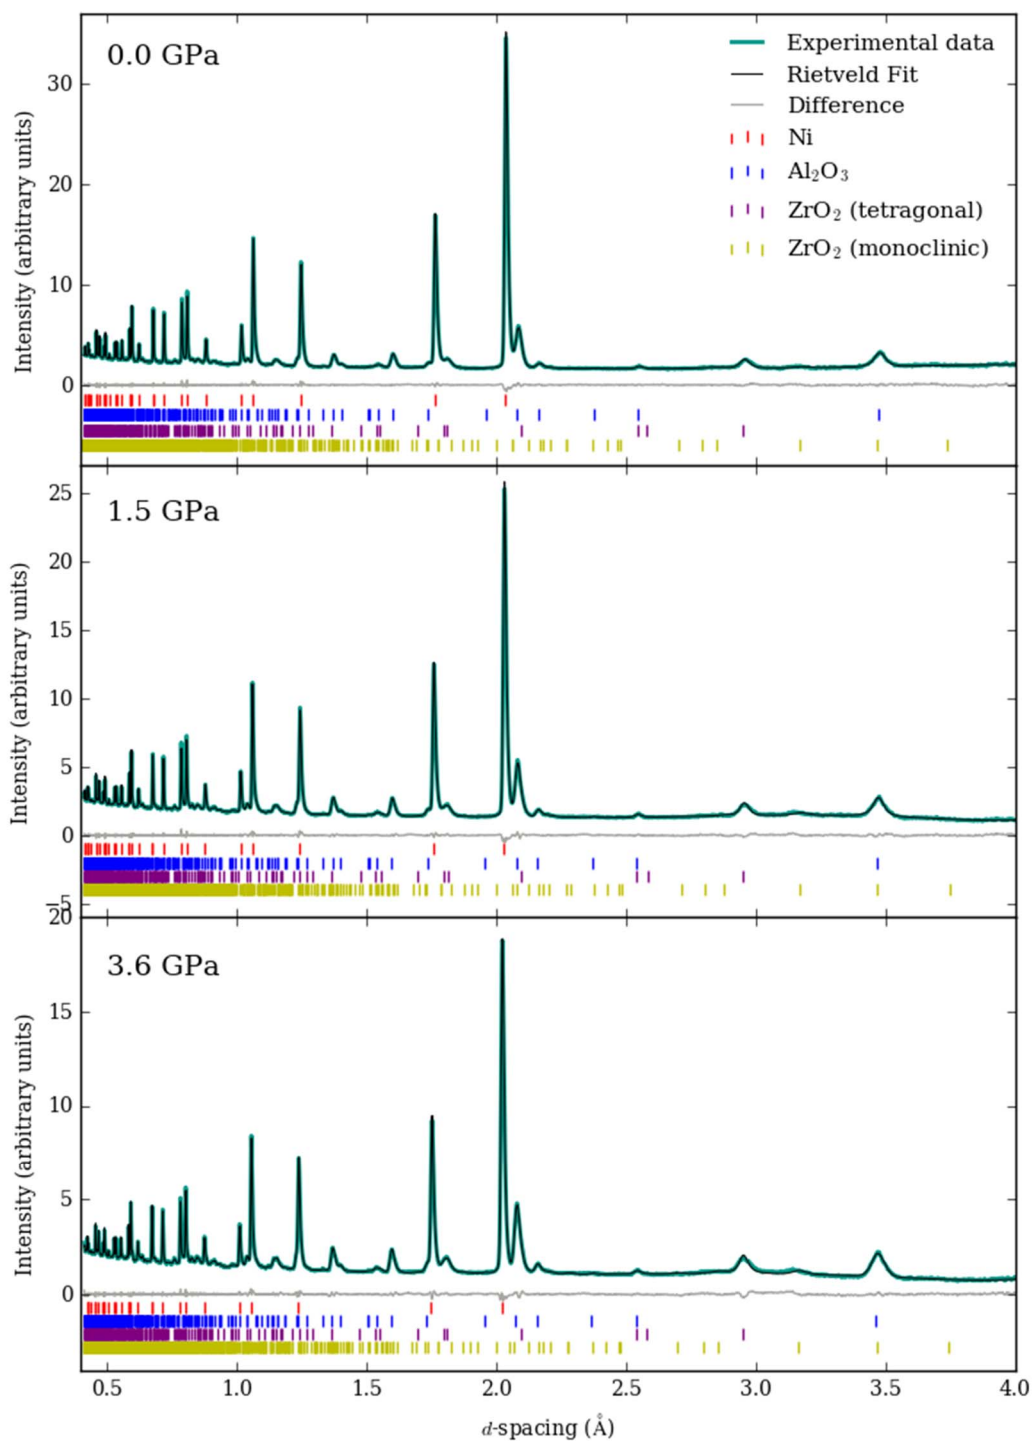 0.0 GPa
Experimental data
Rietveld Fit
Difference
Ni
Al₂O₃
ZrO₂ (tetragonal)
ZrO₂ (monoclinic)
Intensity (arbitrary units)
30
20
10
0
1.5 GPa
Intensity (arbitrary units)
25
20
15
10
5
0
−5
3.6 GPa
Intensity (arbitrary units)
20
15
10
5
0
0.5 1.0 1.5 2.0 2.5 3.0 3.5 4.0
d-spacing (Å)